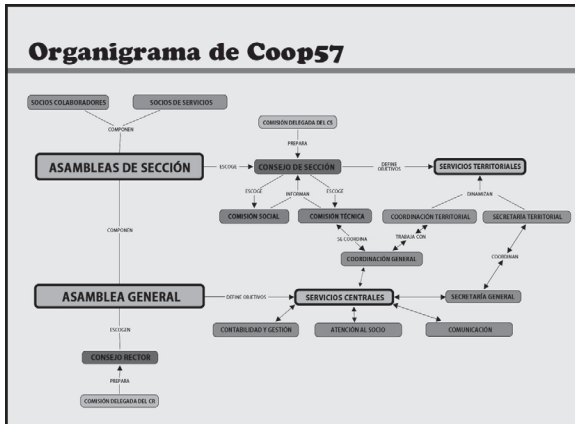 Organigrama de Coop57
SOCIOS COLABORADORES
SOCIOS DE SERVICIOS
COMPONEN
COMISIÓN DELEGADA DEL CS
PREPARA
ASAMBLEAS DE SECCIÓN
ESCOGE
CONSEJO DE SECCIÓN
DEFINE
OBJETIVOS
SERVICIOS TERRITORIALES
ESCOGE
INFORMAN
ESCOGE
DINAMIZAN
COMISIÓN SOCIAL
COMISIÓN TÉCNICA
COORDINACIÓN TERRITORIAL
SECRETARÍA TERRITORIAL
COMPONEN
SE COORDINA
TRABAJA CON
COORDINAN
COORDINACIÓN GENERAL
ASAMBLEA GENERAL
DEFINE OBJETIVOS
SERVICIOS CENTRALES
SECRETARÍA GENERAL
ESCOGEN
CONTABILIDAD Y GESTIÓN
ATENCIÓN AL SOCIO
COMUNICACIÓN
CONSEJO RECTOR
PREPARA
COMISIÓN DELEGADA DEL CR